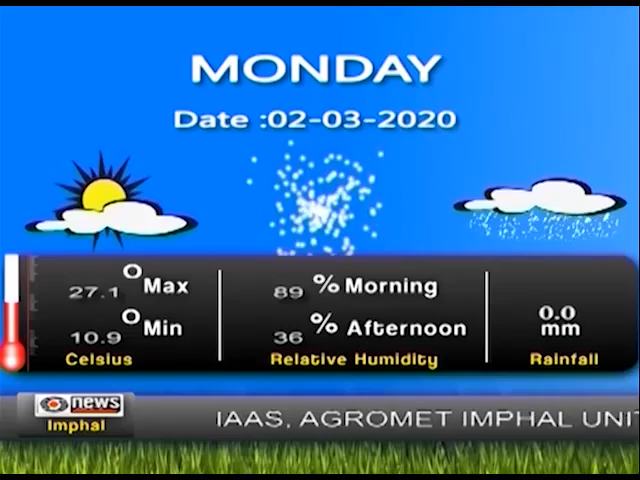 MONDAY
Date :02-03-2020
27.1 O Max
10.9 O Min
Celsius
89 % Morning
36 % Afternoon
Relative Humidity
0.0
mm
Rainfall
news
Imphal
IAAS, AGROMET IMPHAL UNIT